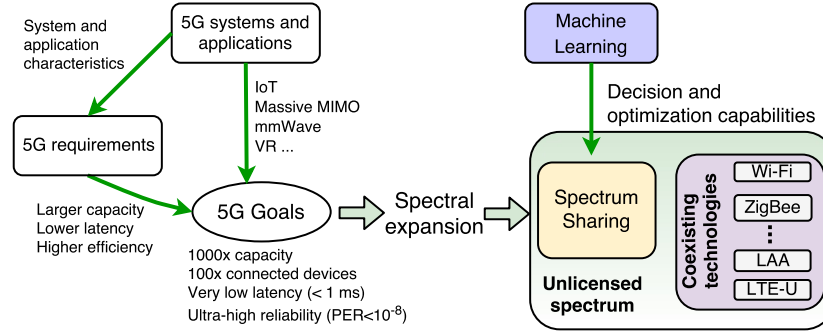 System and
application
characteristics
5G systems and
applications
IoT
Massive MIMO
mmWave
VR ...
5G requirements
Larger capacity
Lower latency
Higher efficiency
5G Goals
1000x capacity
100x connected devices
Very low latency (< 1 ms)
Ultra-high reliability (PER<10⁻⁸)
Spectral
expansion
Machine
Learning
Decision and
optimization capabilities
Spectrum
Sharing
Unlicensed
spectrum
Coexisting
technologies
Wi-Fi
ZigBee
...
LAA
LTE-U